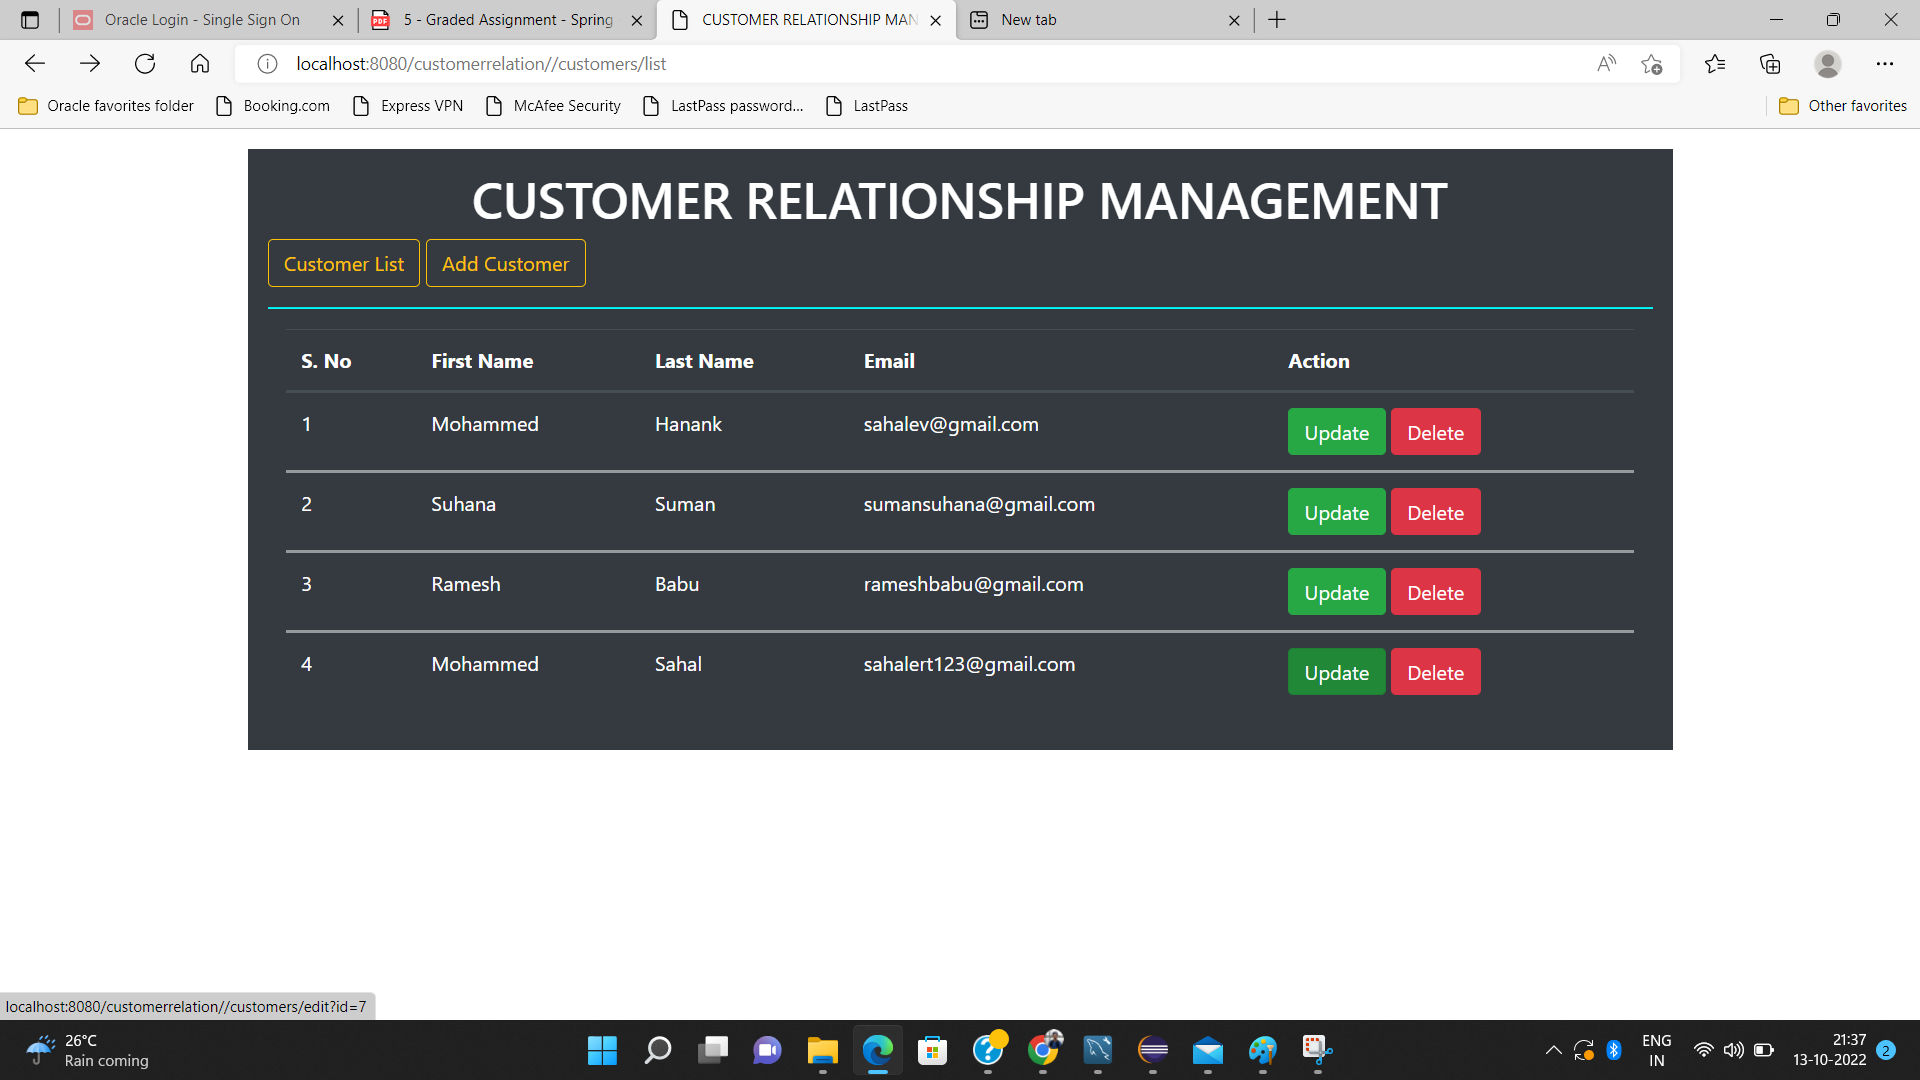 Oracle Login - Single Sign On
5 - Graded Assignment - Spring
CUSTOMER RELATIONSHIP MAN
New tab
localhost:8080/customerrelation//customers/list
Oracle favorites folder
Booking.com
Express VPN
McAfee Security
LastPass password...
LastPass
Other favorites
CUSTOMER RELATIONSHIP MANAGEMENT
Customer List Add Customer
S. No First Name Last Name Email Action
1 Mohammed Hanank sahalev@gmail.com Update Delete
2 Suhana Suman sumansuhana@gmail.com Update Delete
3 Ramesh Babu rameshbabu@gmail.com Update Delete
4 Mohammed Sahal sahalert123@gmail.com Update Delete
localhost:8080/customerrelation//customers/edit?id=7
26°C
Rain coming
ENG
IN
21:37
13-10-2022
2